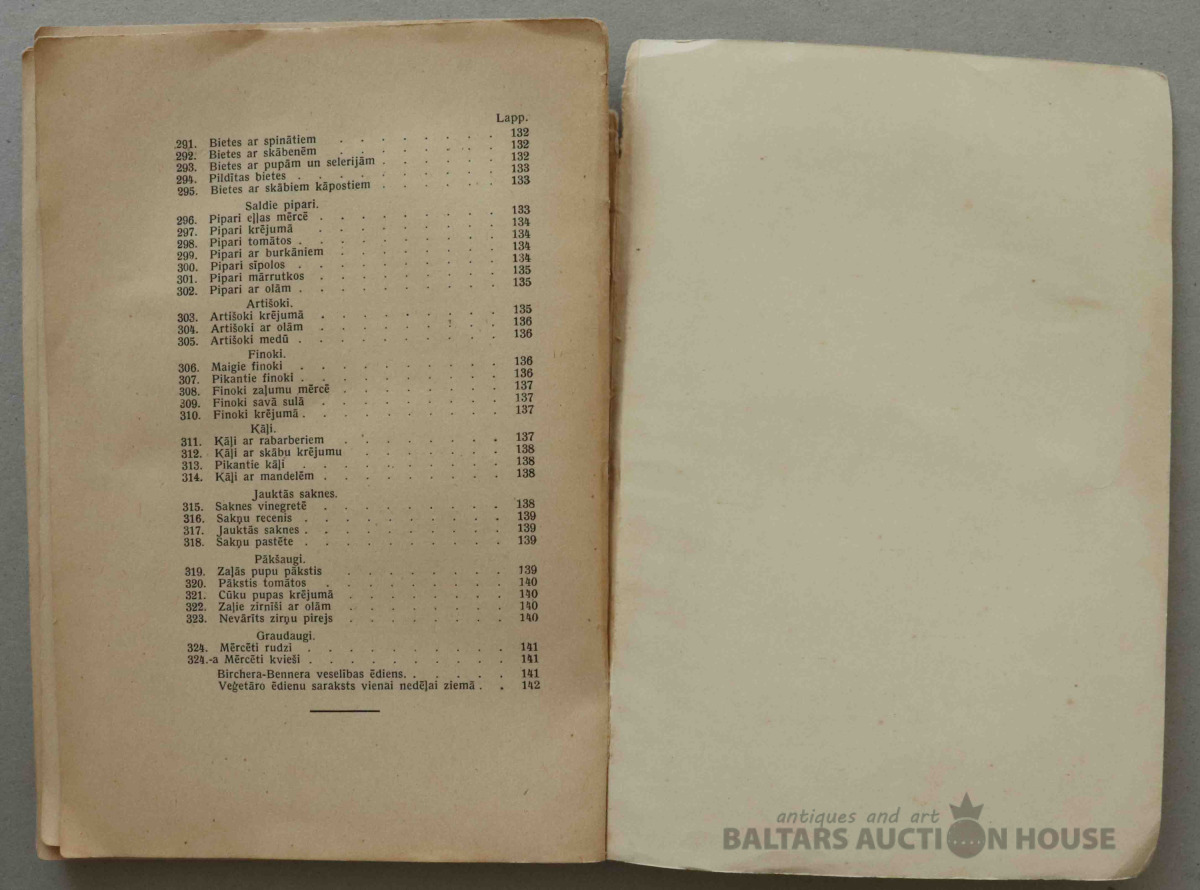 Lapp.
291. Bietes ar spinātiem . . . . . . . . 132
292. Bietes ar skābenēm . . . . . . . . 132
293. Bietes ar pupām un selerijām . . . . . . 132
294. Pildītas bietes . . . . . . . . . . 133
295. Bietes ar skābiem kāpostiem . . . . . . 133
Saldie pipari.
296. Pipari eļļas mērcē . . . . . . . . . 133
297. Pipari krējumā . . . . . . . . . 134
298. Pipari tomātos . . . . . . . . . . 134
299. Pipari ar burkāniem . . . . . . . . 134
300. Pipari sīpolos . . . . . . . . . . 134
301. Pipari mārrutkos . . . . . . . . . 135
302. Pipari ar olām . . . . . . . . . . 135
Artišoki.
303. Artišoki krējumā . . . . . . . . . 135
304. Artišoki ar olām . . . . . . . . . 136
305. Artišoki medū . . . . . . . . . . 136
Finoki.
306. Maigie finoki . . . . . . . . . . 136
307. Pikantie finoki . . . . . . . . . . 136
308. Finoki zaļumu mērcē . . . . . . . . 137
309. Finoki savā sulā . . . . . . . . . 137
310. Finoki krējumā . . . . . . . . . . 137
Kāļi.
311. Kāļi ar rabarberiem . . . . . . . . 137
312. Kāļi ar skābu krējumu . . . . . . . 138
313. Pikantie kāļi . . . . . . . . . . 138
314. Kāļi ar mandelēm . . . . . . . . . 138
Jauktās saknes.
315. Saknes vinegretē . . . . . . . . . 138
316. Sakņu recenis . . . . . . . . . . 139
317. Jauktās saknes . . . . . . . . . . 139
318. Sakņu pastēte . . . . . . . . . . 139
Pākšaugi.
319. Zaļās pupu pākstis . . . . . . . . 139
320. Pākstis tomātos . . . . . . . . . 140
321. Cūku pupas krējumā . . . . . . . . 140
322. Zaļie zirnīši ar olām . . . . . . . . 140
323. Nevārīts zirņu pirejs . . . . . . . . 140
Graudaugi.
324. Mērcēti rudzi . . . . . . . . . . 141
324.-a Mērcēti kvieši . . . . . . . . . . 141
Birchera-Bennera veselības ēdiens. . . . . . 141
Veģetāro ēdienu saraksts vienai nedēļai ziemā . . 142
antiques and art
BALTARS AUCTION HOUSE